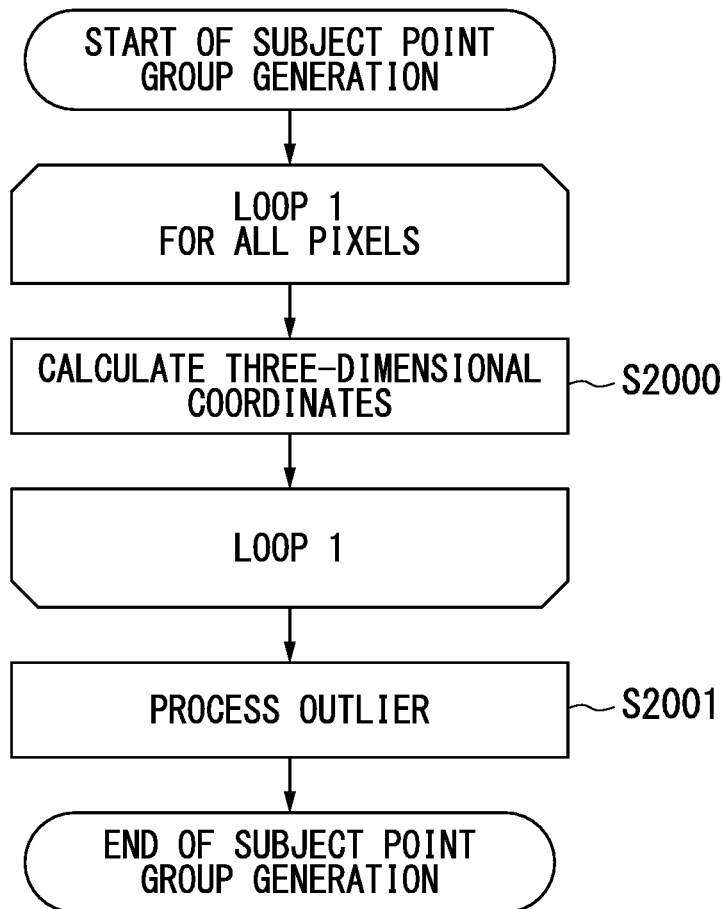 START OF SUBJECT POINT
GROUP GENERATION
LOOP 1
FOR ALL PIXELS
CALCULATE THREE-DIMENSIONAL
COORDINATES
S2000
LOOP 1
PROCESS OUTLIER
S2001
END OF SUBJECT POINT
GROUP GENERATION